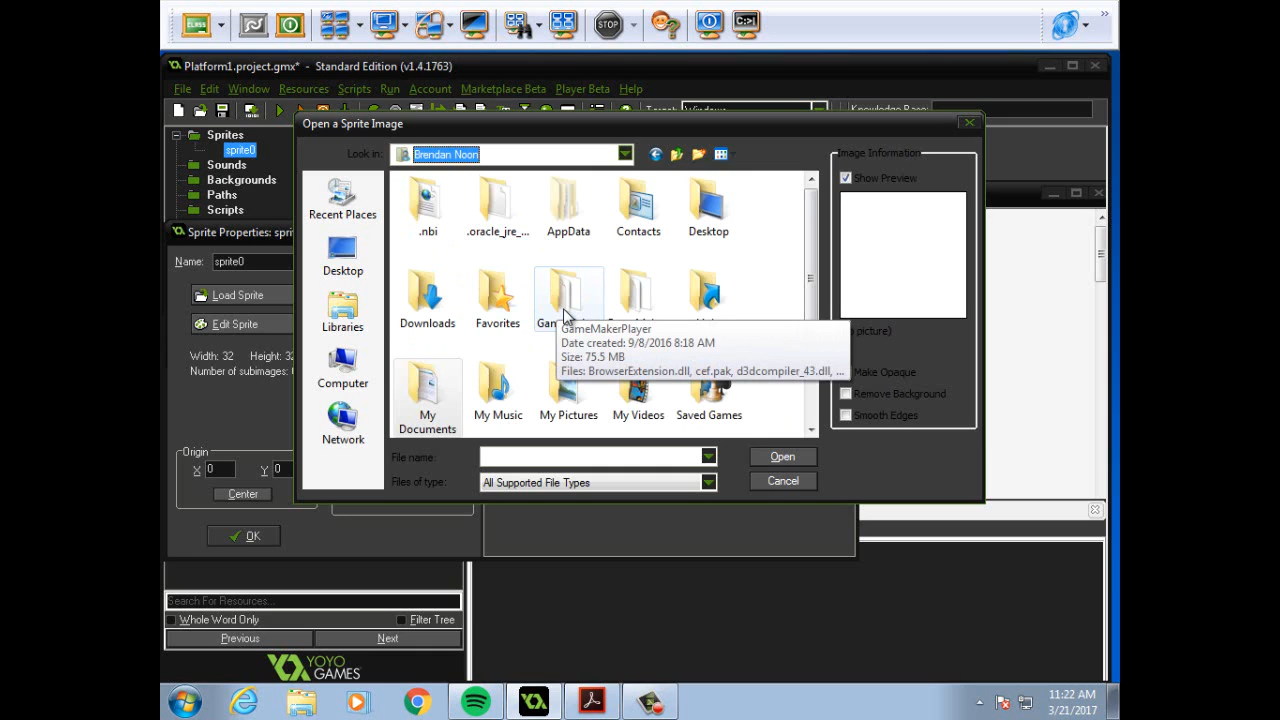 CLASS
STOP
C:\>
Platform1.project.gmx* - Standard Edition (v1.4.1763)
File Edit Window Resources Scripts Run Account Marketplace Beta Player Beta Help
Target: Windows
Knowledge Base:
Sprites
sprite0
Sounds
Backgrounds
Paths
Scripts
Open a Sprite Image
Look in: Brendan Noon
Recent Places
Desktop
Libraries
Computer
Network
.nbi .oracle_jre_... AppData Contacts Desktop
Downloads Favorites
GameMakerPlayer
Date created: 9/8/2016 8:18 AM
Size: 75.5 MB
Files: BrowserExtension.dll, cef.pak, d3dcompiler_43.dll, ...
My Documents My Music My Pictures My Videos Saved Games
File name:
Open
Files of type: All Supported File Types
Cancel
Image Information
Show Preview
picture)
Make Opaque
Remove Background
Smooth Edges
Sprite Properties: spri
Name: sprite0
Load Sprite
Edit Sprite
Width: 32 Height: 32
Number of subimages:
Origin
X 0 Y 0
Center
OK
Search For Resources...
Whole Word Only Filter Tree
Previous Next
YOYO
GAMES
11:22 AM
3/21/2017